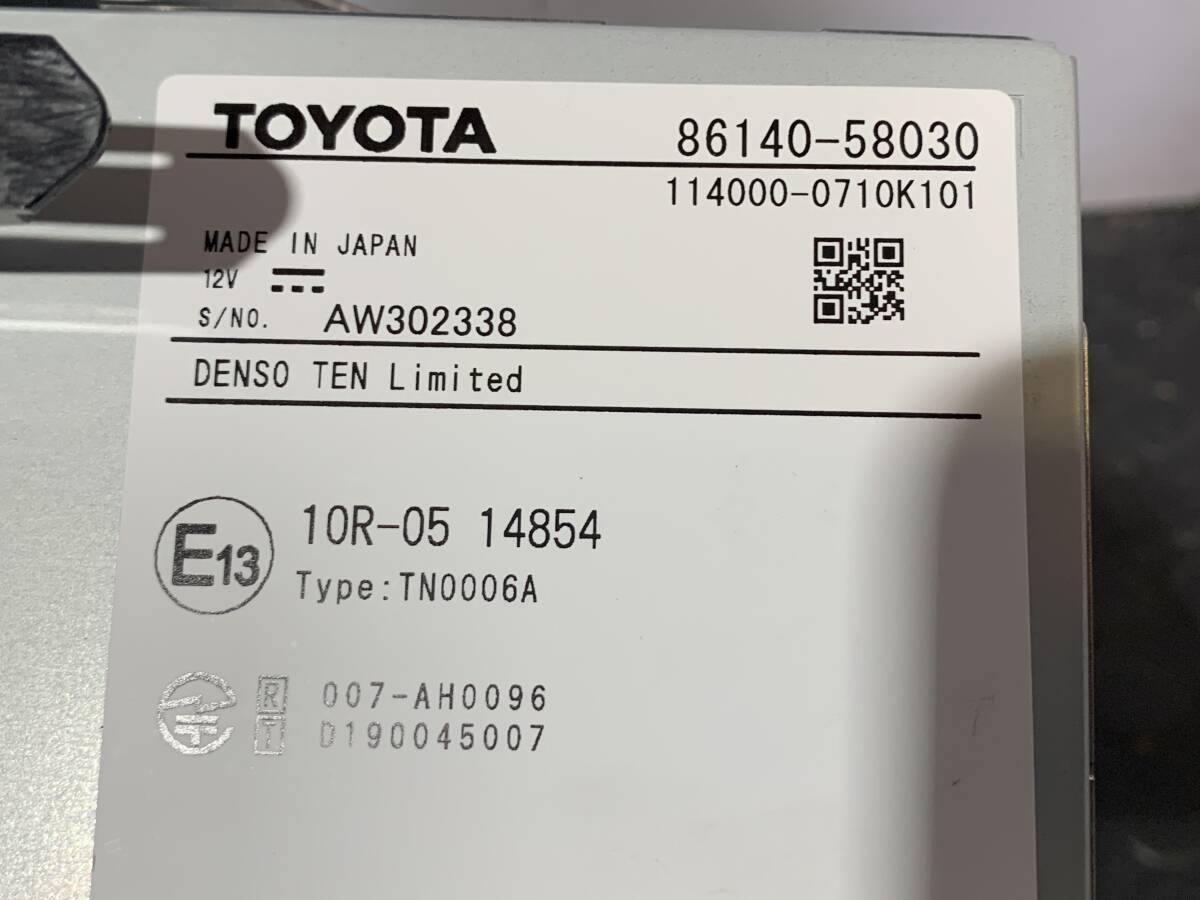 TOYOTA 86140-58030
114000-0710K101
MADE IN JAPAN
12V
S/NO. AW302338
DENSO TEN Limited
E13 10R-05 14854
Type:TN0006A
R 007-AH0096
T D190045007